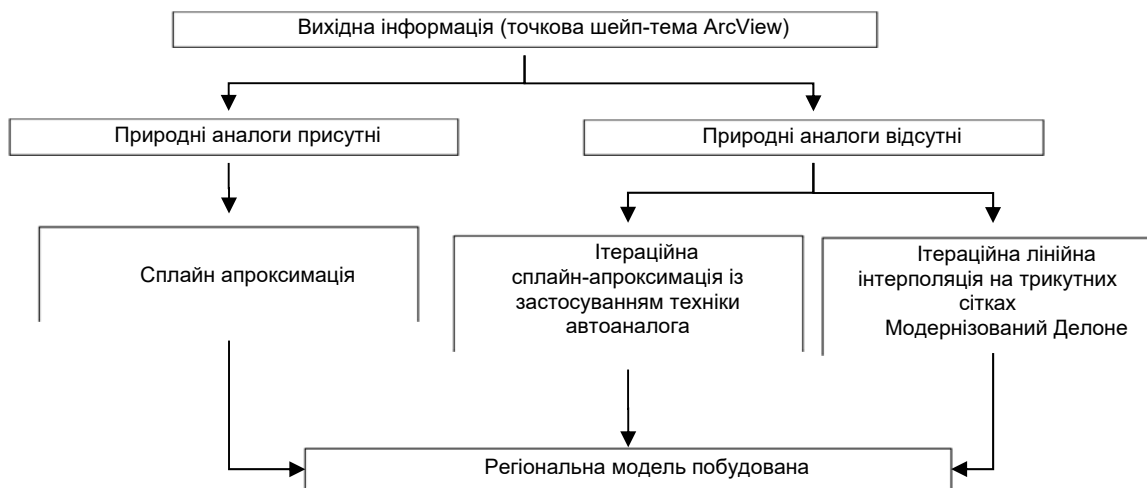 Вихідна інформація (точкова шейп-тема ArcView)
Природні аналоги присутні
Природні аналоги відсутні
Сплайн апроксимація
Ітераційна
сплайн-апроксимація із
застосуванням техніки
автоаналога
Ітераційна лінійна
інтерполяція на трикутних
сітках
Модернізований Делоне
Регіональна модель побудована